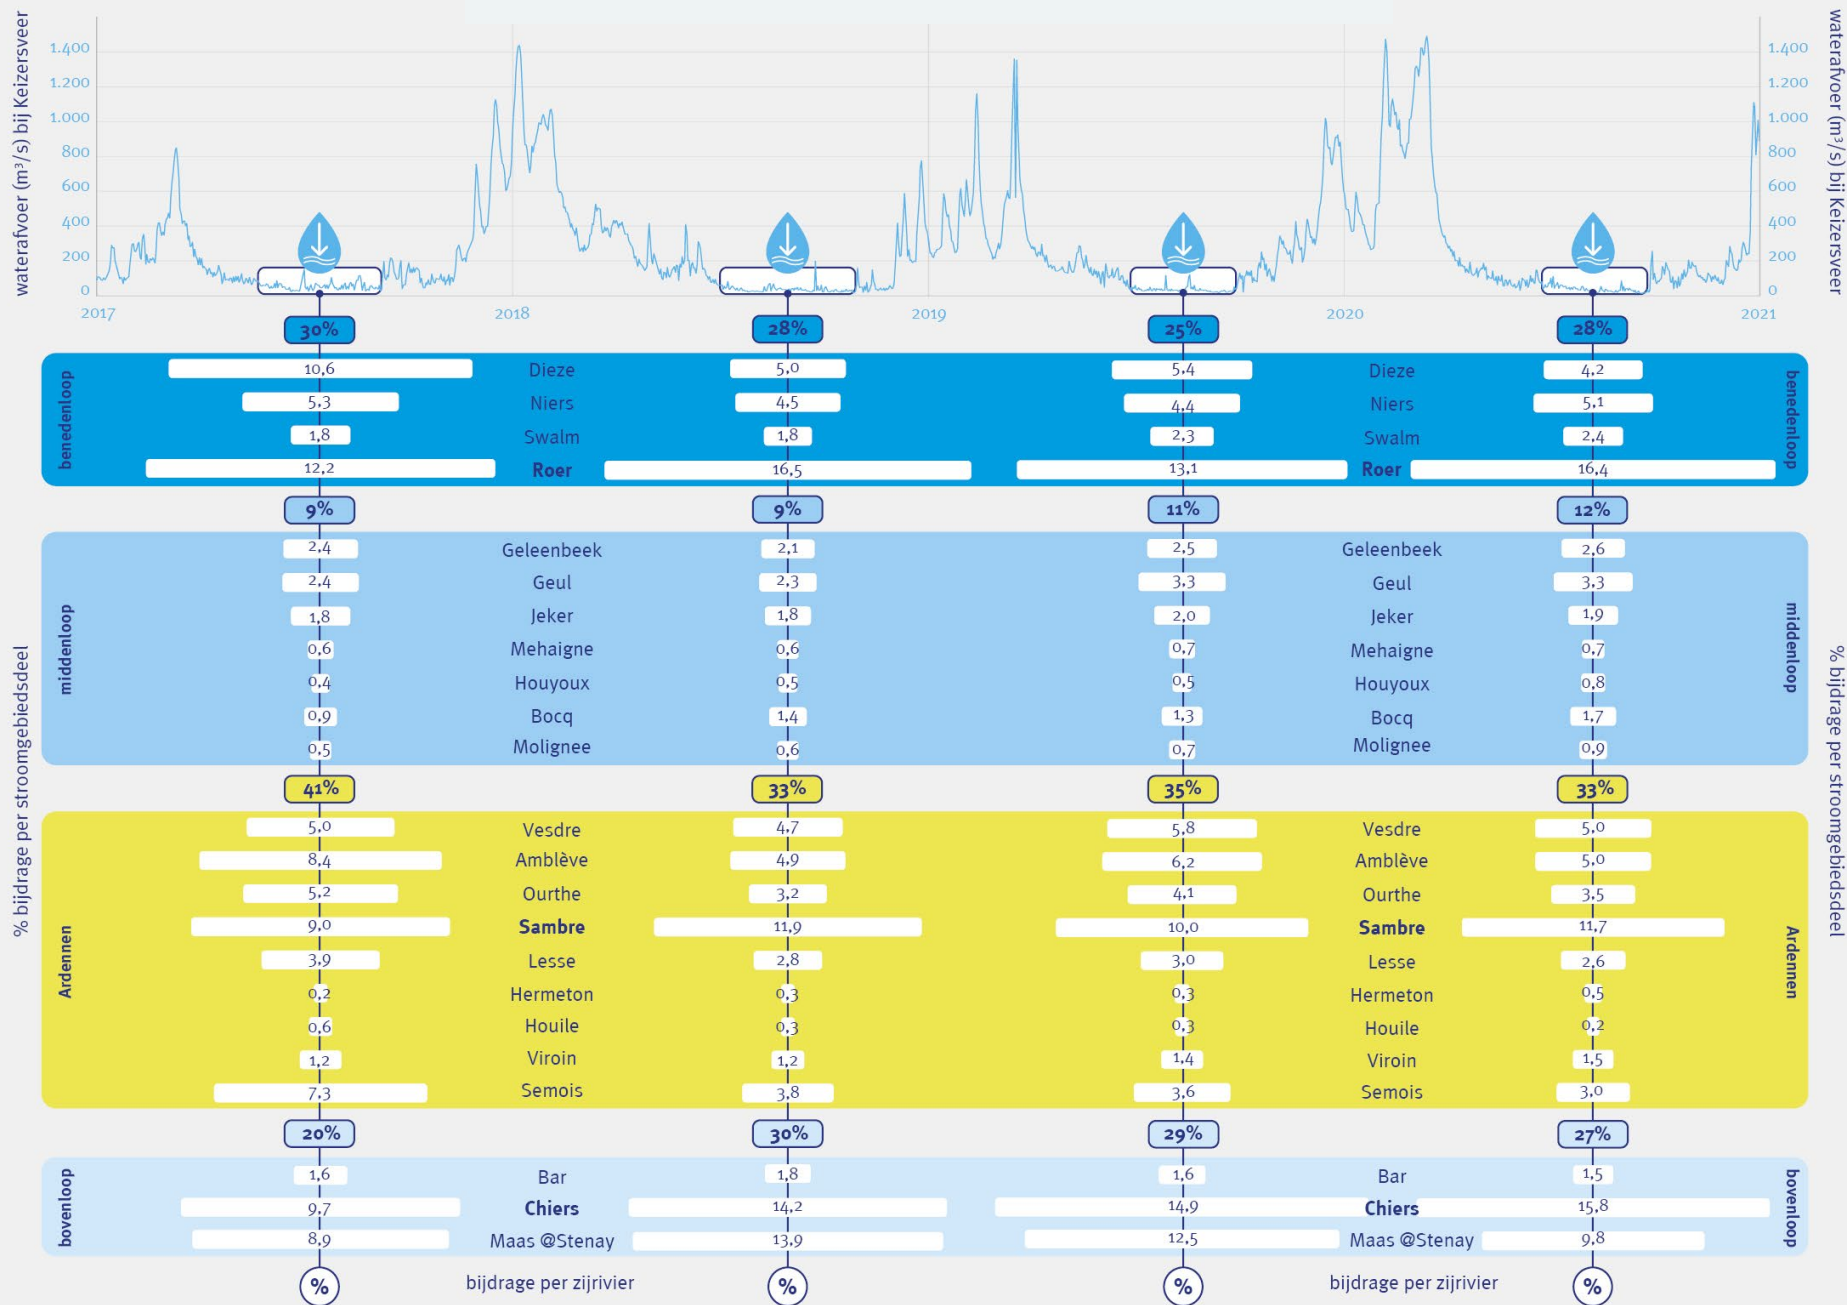 waterafvoer (m³/s) bij Keizersveer
1.400 1.400
1.200 1.200
1.000 1.000
800 800
600 600
400 400
200 200
0 0
waterafvoer (m³/s) bij Keizersveer
2017 2018 2019 2020 2021
30% 28% 25% 28%
benedenloop
10,6 Dieze 5,0 5,4 Dieze 4,2
5,3 Niers 4,5 4,4 Niers 5,1
1,8 Swalm 1,8 2,3 Swalm 2,4
12,2 Roer 16,5 13,1 Roer 16,4
benedenloop
9% 9% 11% 12%
middenloop
2,4 Geleenbeek 2,1 2,5 Geleenbeek 2,6
2,4 Geul 2,3 3,3 Geul 3,3
1,8 Jeker 1,8 2,0 Jeker 1,9
0,6 Mehaigne 0,6 0,7 Mehaigne 0,7
0,4 Houyoux 0,5 0,5 Houyoux 0,8
0,9 Bocq 1,4 1,3 Bocq 1,7
0,5 Molignee 0,6 0,7 Molignee 0,9
middenloop
% bijdrage per stroomgebiedsdeel
% bijdrage per stroomgebiedsdeel
41% 33% 35% 33%
Ardennen
5,0 Vesdre 4,7 5,8 Vesdre 5,0
8,4 Amblève 4,9 6,2 Amblève 5,0
5,2 Ourthe 3,2 4,1 Ourthe 3,5
9,0 Sambre 11,9 10,0 Sambre 11,7
3,9 Lesse 2,8 3,0 Lesse 2,6
0,2 Hermeton 0,3 0,3 Hermeton 0,5
0,6 Houile 0,3 0,3 Houile 0,2
1,2 Viroin 1,2 1,4 Viroin 1,5
7,3 Semois 3,8 3,6 Semois 3,0
Ardennen
20% 30% 29% 27%
bovenloop
1,6 Bar 1,8 1,6 Bar 1,5
9,7 Chiers 14,2 14,9 Chiers 15,8
8,9 Maas @Stenay 13,9 12,5 Maas @Stenay 9,8
bovenloop
% bijdrage per zijrivier % % bijdrage per zijrivier %